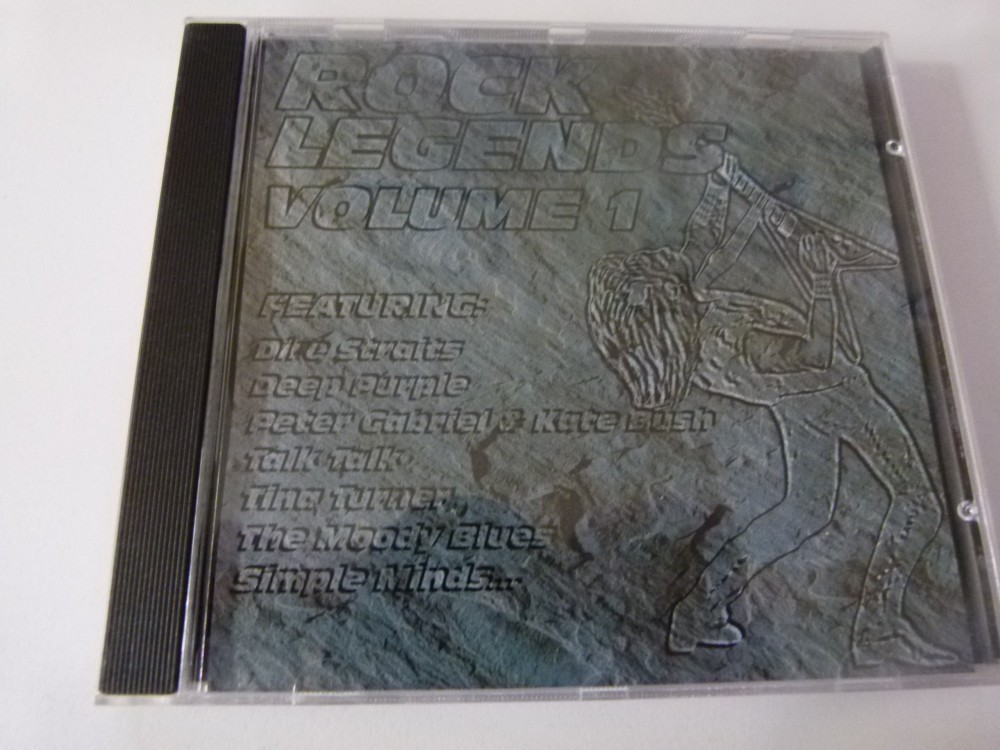 ROCK
LEGENDS
VOLUME 1
FEATURING:
Dire Straits
Deep Purple
Peter Gabriel & Kate Bush
Talk Talk
Tina Turner
The Moody Blues
Simple Minds...